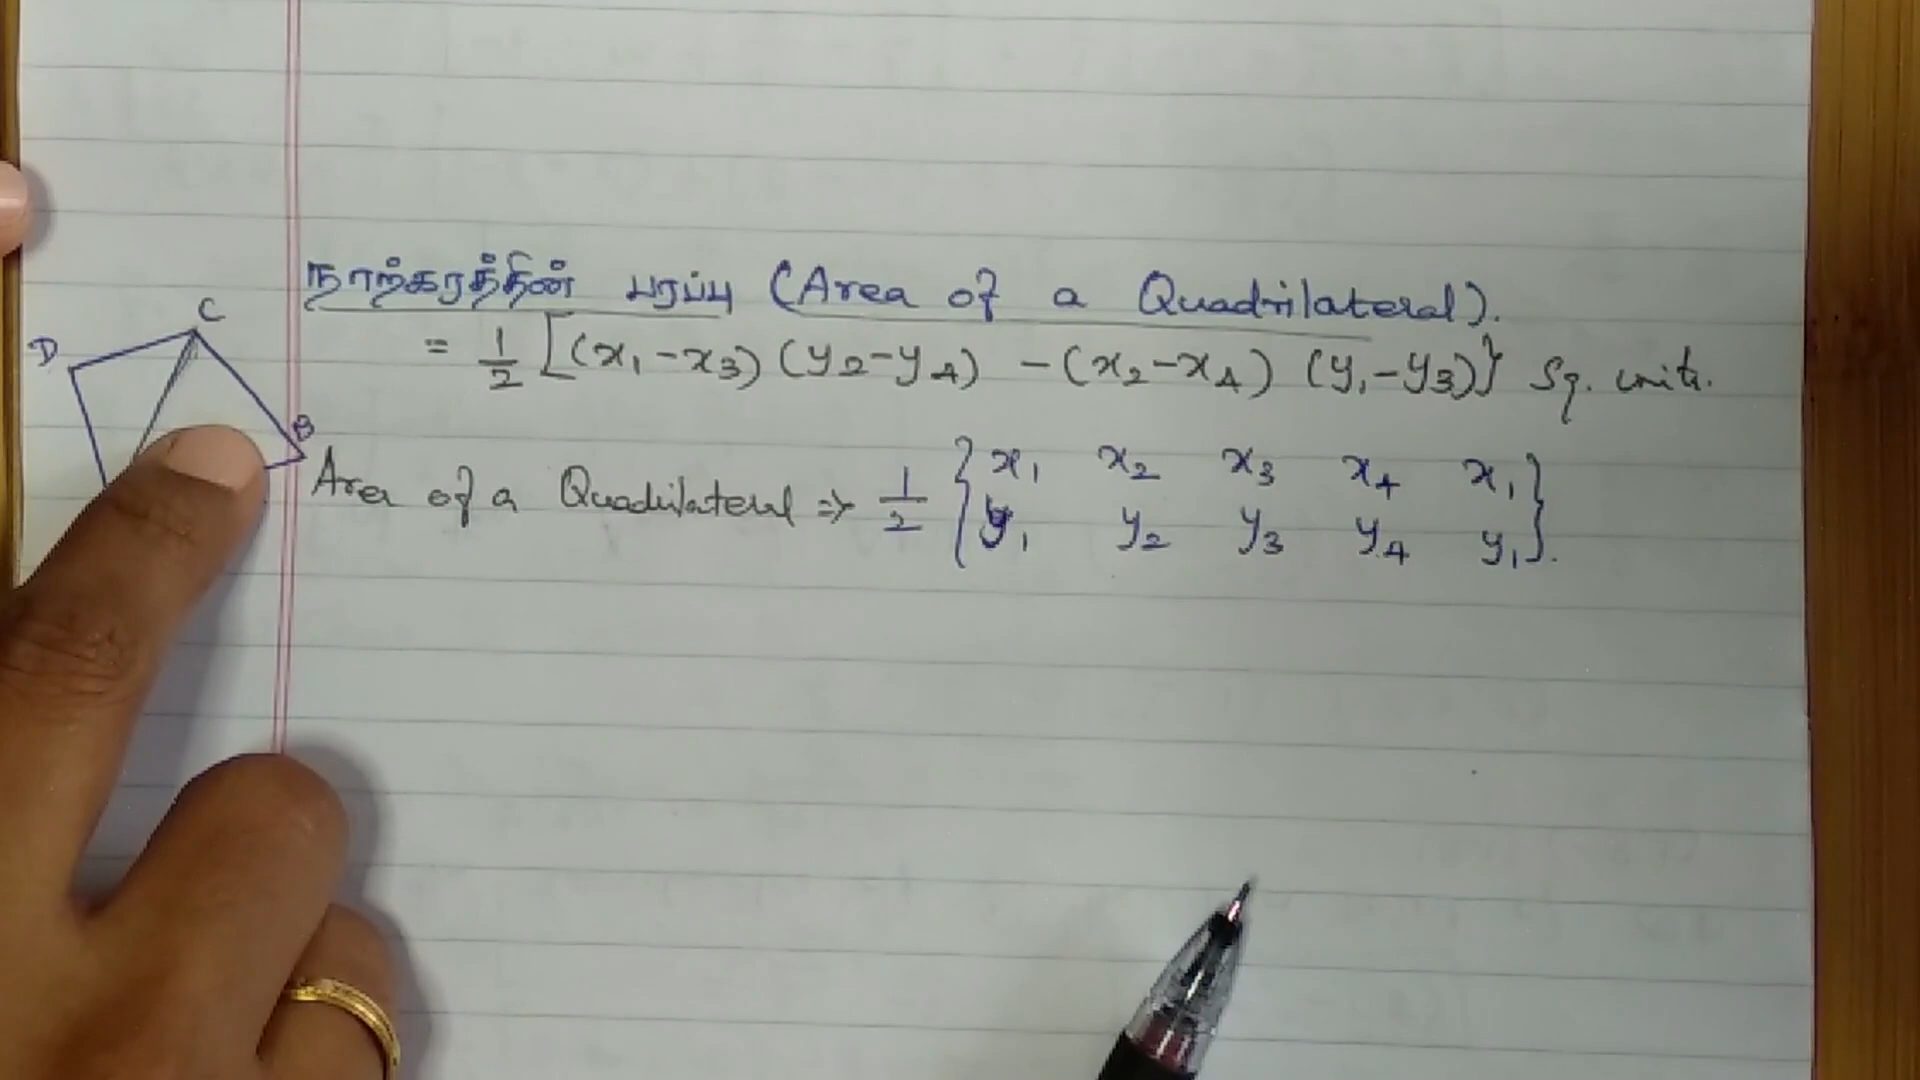 நாற்கரத்தின் பரப்பு (Area of a Quadrilateral).
= 1/2 [(x₁-x₃) (y₂-y₄) -(x₂-x₄) (y₁-y₃)} Sq. units.
C
D
B
Area of a Quadrilateral ⇒ 1/2 {x₁ x₂ x₃ x₄ x₁}
y₁ y₂ y₃ y₄ y₁